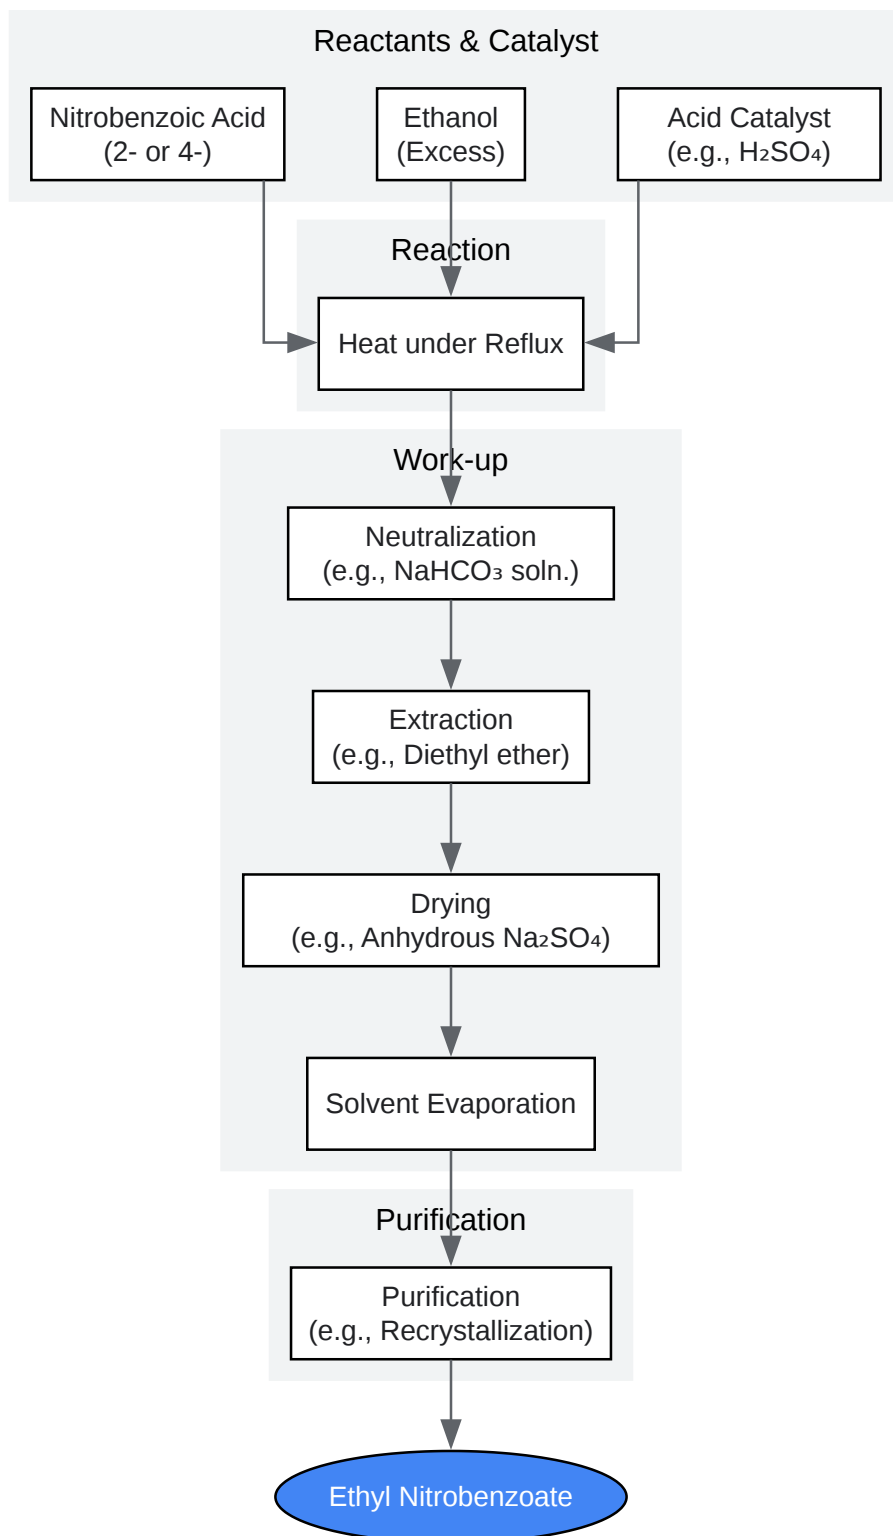 Reactants & Catalyst
Nitrobenzoic Acid
(2- or 4-)
Ethanol
(Excess)
Acid Catalyst
(e.g., H₂SO₄)
Reaction
Heat under Reflux
Work-up
Neutralization
(e.g., NaHCO₃ soln.)
Extraction
(e.g., Diethyl ether)
Drying
(e.g., Anhydrous Na₂SO₄)
Solvent Evaporation
Purification
Purification
(e.g., Recrystallization)
Ethyl Nitrobenzoate